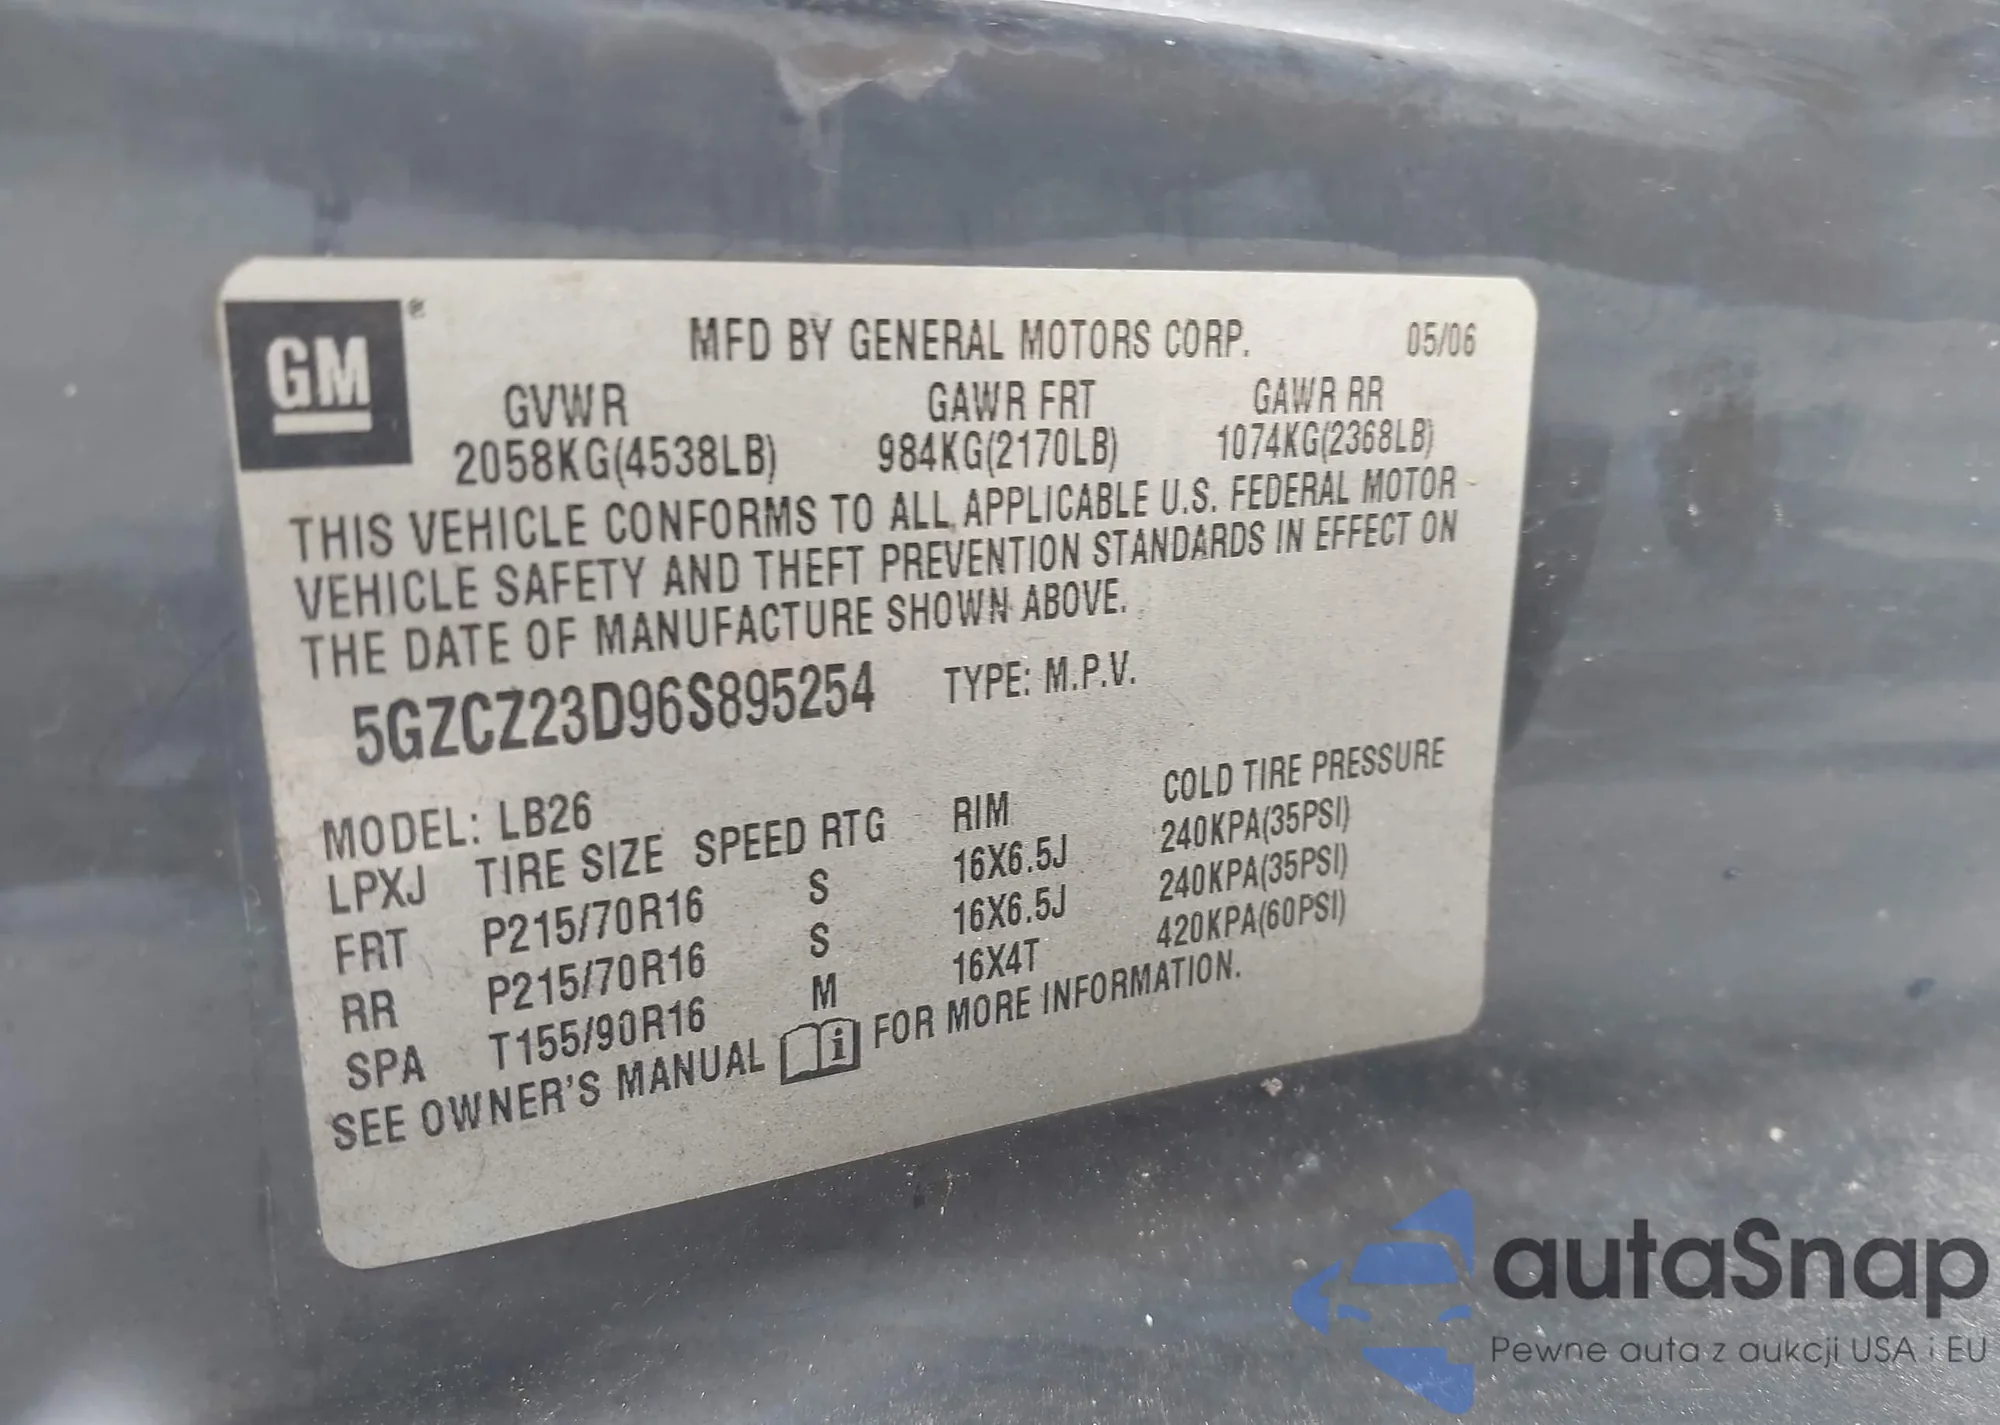 GM ®
MFD BY GENERAL MOTORS CORP. 05/06
GVWR GAWR FRT GAWR RR
2058KG(4538LB) 984KG(2170LB) 1074KG(2368LB)
THIS VEHICLE CONFORMS TO ALL APPLICABLE U.S. FEDERAL MOTOR
VEHICLE SAFETY AND THEFT PREVENTION STANDARDS IN EFFECT ON
THE DATE OF MANUFACTURE SHOWN ABOVE.
5GZCZ23D96S895254 TYPE: M.P.V.
MODEL: LB26
LPXJ TIRE SIZE SPEED RTG RIM COLD TIRE PRESSURE
FRT P215/70R16 S 16X6.5J 240KPA(35PSI)
RR P215/70R16 S 16X6.5J 240KPA(35PSI)
SPA T155/90R16 M 16X4T 420KPA(60PSI)
SEE OWNER'S MANUAL i FOR MORE INFORMATION.
autaSnap
Pewne auta z aukcji USA i EU